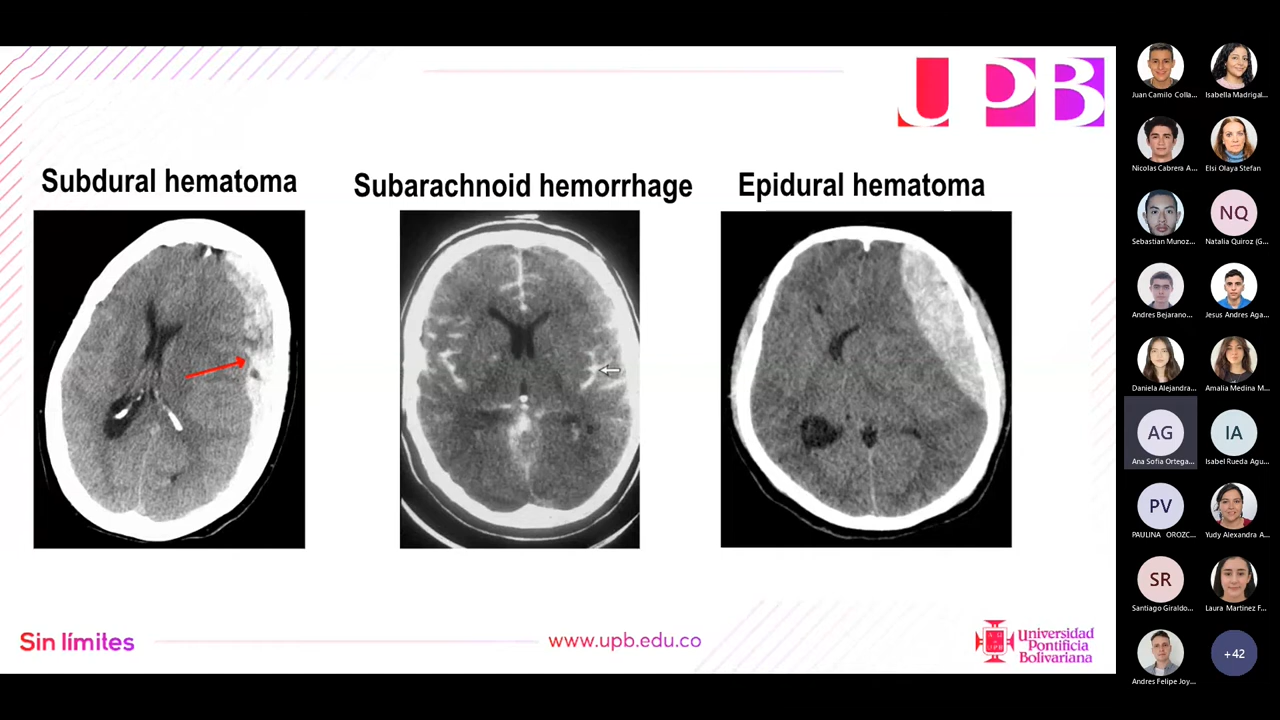 UPB
Subdural hematoma
Subarachnoid hemorrhage
Epidural hematoma
Sin límites
www.upb.edu.co
Universidad
Pontificia
Bolivariana
Juan Camilo Colla...
Isabella Madrigal...
Nicolas Cabrera A...
Elsi Olaya Stefan
Sebastian Munoz...
NQ
Natalia Quiroz (G...
Andres Bejarano...
Jesus Andres Aga...
Daniela Alejandra...
Amalia Medina M...
AG
Ana Sofia Ortega...
IA
Isabel Rueda Agu...
PV
PAULINA OROZC...
Yudy Alexandra A...
SR
Santiago Giraldo...
Laura Martinez F...
Andres Felipe Joy...
+42